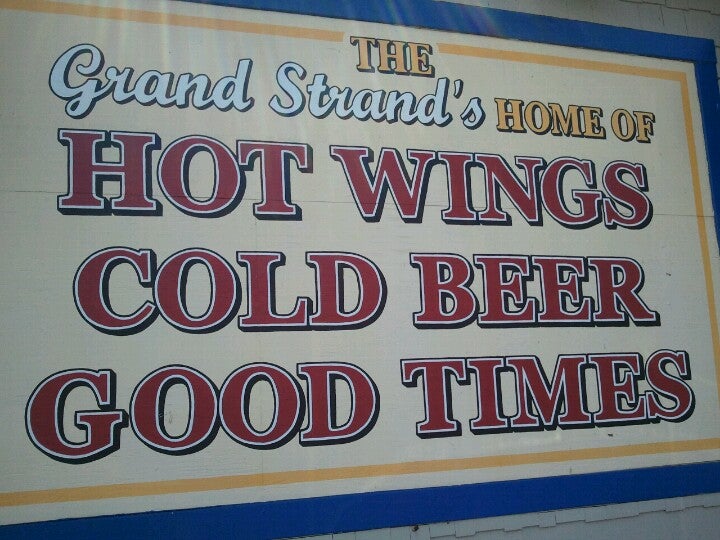 THE
Grand Strand's HOME OF
HOT WINGS
COLD BEER
GOOD TIMES